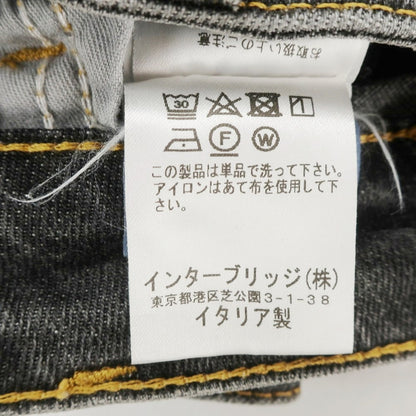 お取扱い上のご注意
30
F W
この製品は単品で洗って下さい。
アイロンはあて布を使用して下さい。
インターブリッジ(株)
東京都港区芝公園3-1-38
イタリア製